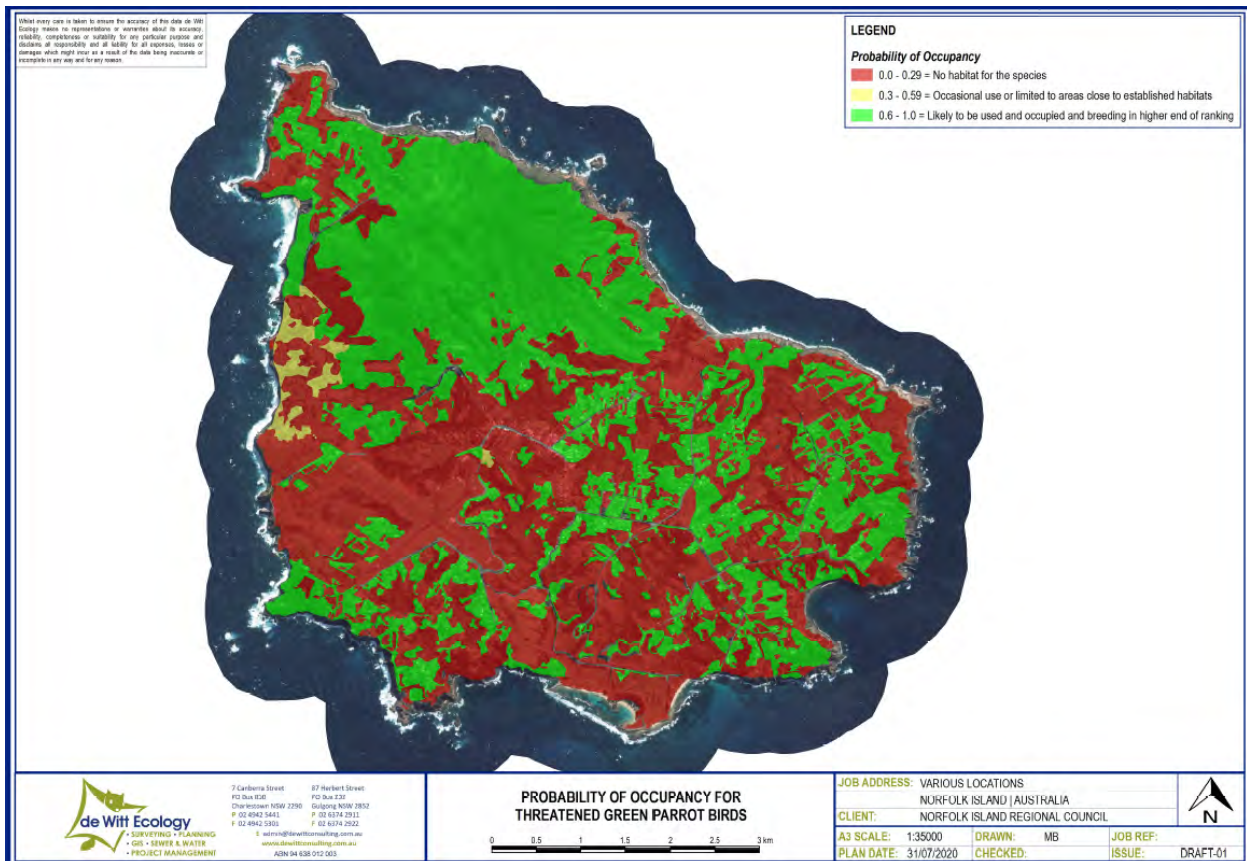 Whilst every care is taken to ensure the accuracy of this data de Witt
Ecology makes no representations or warranties about its accuracy,
reliability, completeness or suitability for any particular purpose and
disclaims all responsibility and all liability for all expenses, losses or
damages which might incur as a result of the data being inaccurate or
incomplete in any way and for any reason.
LEGEND
Probability of Occupancy
0.0 - 0.29 = No habitat for the species
0.3 - 0.59 = Occasional use or limited to areas close to established habitats
0.6 - 1.0 = Likely to be used and occupied and breeding in higher end of ranking
de Witt Ecology
• SURVEYING • PLANNING
• GIS • SEWER & WATER
• PROJECT MANAGEMENT
7 Canberra Street
PO Box 850
Charlestown NSW 2290
P 02 4942 5441
F 02 4942 5301
87 Herbert Street
PO Box 232
Gulgong NSW 2852
P 02 6374 2911
F 02 6374 2922
E admin@dewittconsulting.com.au
www.dewittconsulting.com.au
ABN 94 638 012 003
PROBABILITY OF OCCUPANCY FOR
THREATENED GREEN PARROT BIRDS
0 0.5 1 1.5 2 2.5 3 km
JOB ADDRESS: VARIOUS LOCATIONS
NORFOLK ISLAND | AUSTRALIA
CLIENT: NORFOLK ISLAND REGIONAL COUNCIL
A3 SCALE: 1:35000 DRAWN: MB JOB REF:
PLAN DATE: 31/07/2020 CHECKED: ISSUE: DRAFT-01
N